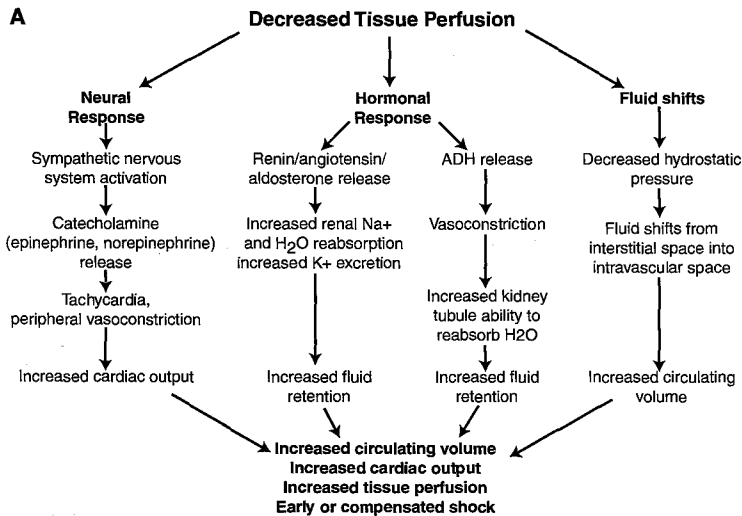 A
Decreased Tissue Perfusion
Neural
Response
Sympathetic nervous
system activation
Catecholamine
(epinephrine, norepinephrine)
release
Tachycardia,
peripheral vasoconstriction
Increased cardiac output
Hormonal
Response
Renin/angiotensin/
aldosterone release
Increased renal Na+
and H2O reabsorption
increased K+ excretion
Increased fluid
retention
ADH release
Vasoconstriction
Increased kidney
tubule ability to
reabsorb H2O
Increased fluid
retention
Fluid shifts
Decreased hydrostatic
pressure
Fluid shifts from
interstitial space into
intravascular space
Increased circulating
volume
Increased circulating volume
Increased cardiac output
Increased tissue perfusion
Early or compensated shock